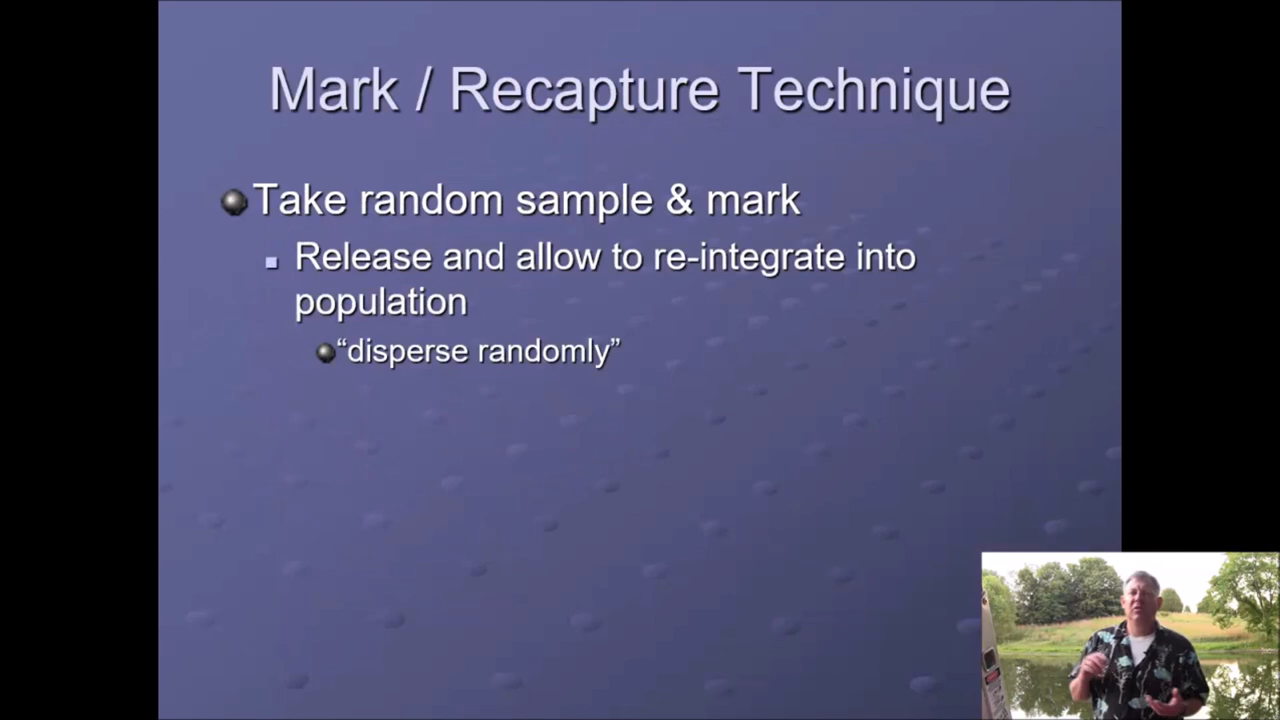 Mark / Recapture Technique
Take random sample & mark
Release and allow to re-integrate into
population
“disperse randomly”